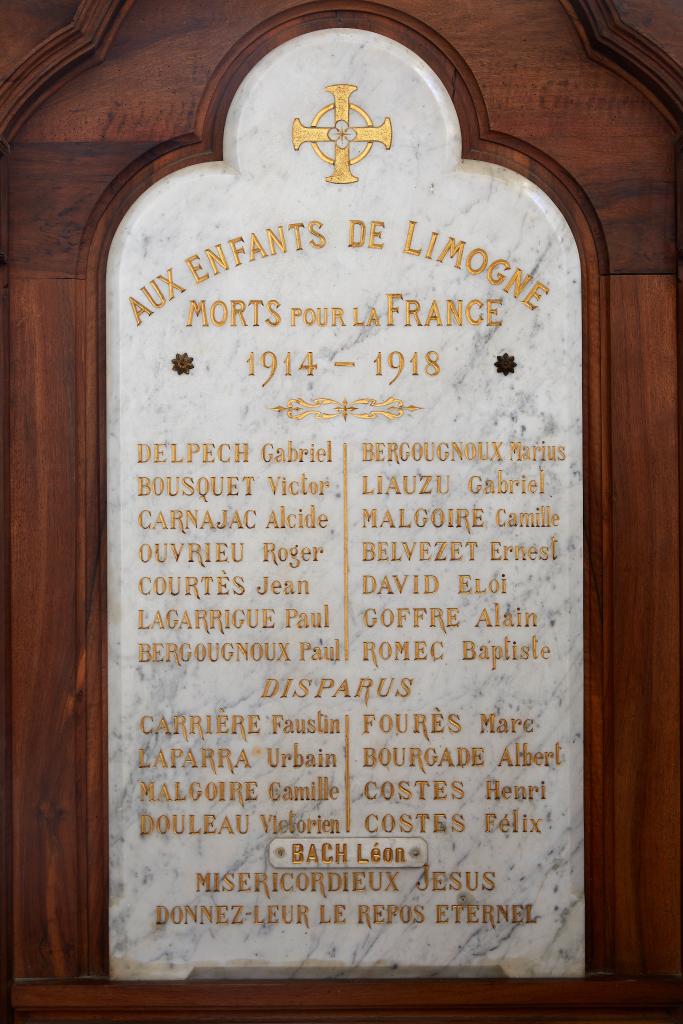 AUX ENFANTS DE LIMOGNE
MORTS POUR LA FRANCE
1914 - 1918
DELPECH Gabriel BERGOUGNOUX Marius
BOUSQUET Victor LIAUZU Gabriel
CARNAJAC Alcide MALGOIRE Camille
OUVRIEU Roger BELVEZET Ernest
COURTÈS Jean DAVID ELOI
LAGARRIGUE Paul GOFFRE Alain
BERGOUGNOUX Paul ROMEC Baptiste
DISPARUS
CARRIÈRE Faustin FOURÈS Marc
LAPARRA Urbain BOURGADE Albert
MALGOIRE Camille COSTES Henri
DOULEAU Victorien COSTES Félix
BACH Léon
MISERICORDIEUX JESUS
DONNEZ-LEUR LE REPOS ETERNEL